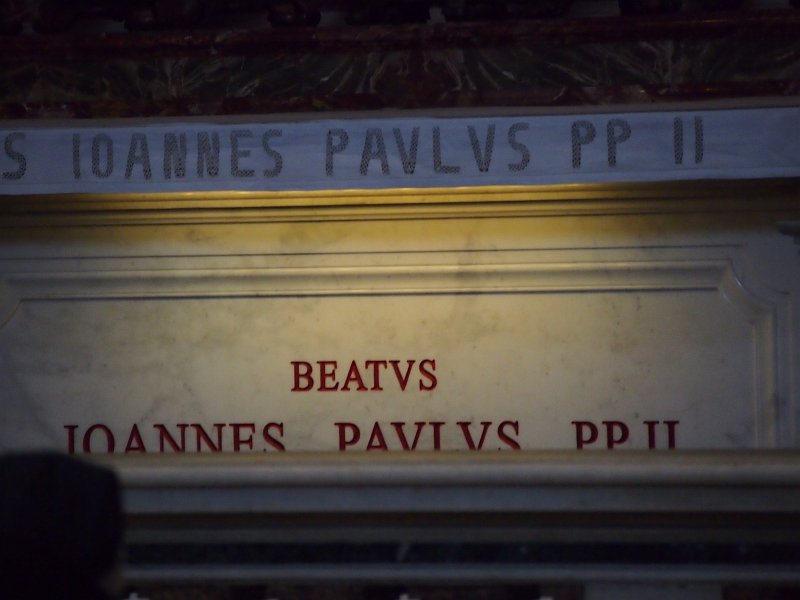 S IOANNES PAVLVS PP II
BEATVS
IOANNES PAVLVS PP. II